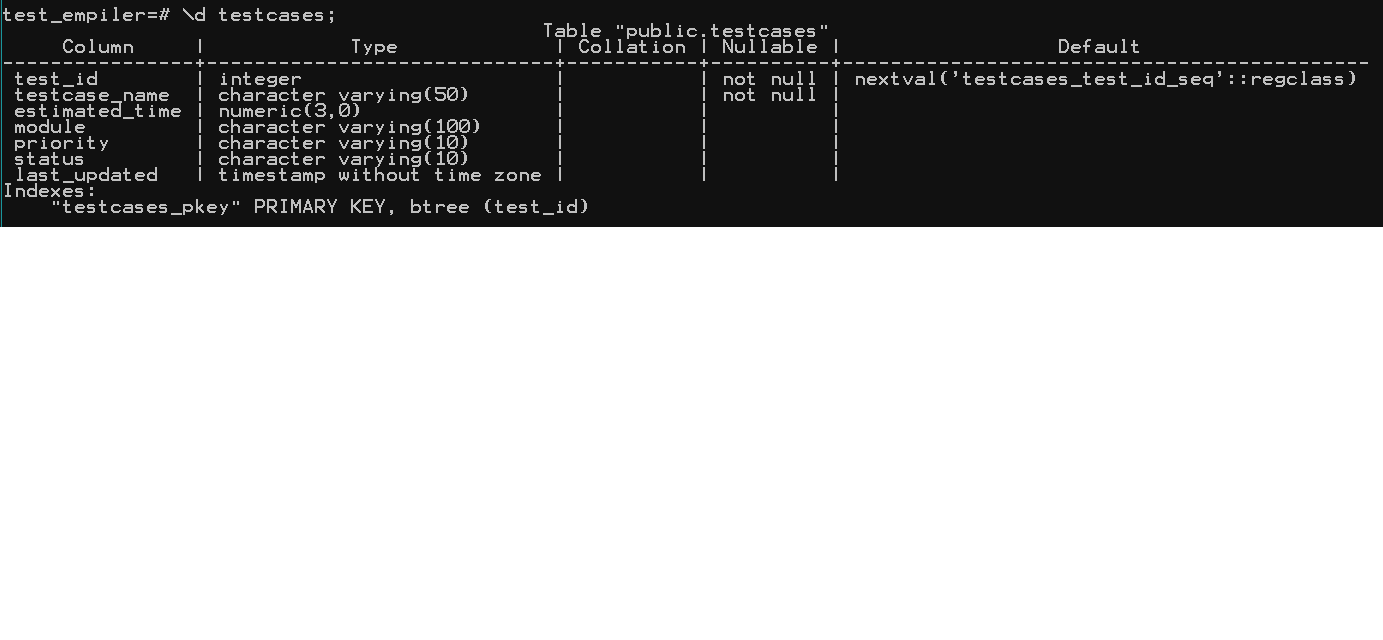 test_empiler=# \d testcases;
                                             Table "public.testcases"
     Column     |            Type             | Collation | Nullable |                  Default
----------------+-----------------------------+-----------+----------+--------------------------------------------
 test_id        | integer                     |           | not null | nextval('testcases_test_id_seq'::regclass)
 testcase_name  | character varying(50)       |           | not null |
 estimated_time | numeric(3,0)                |           |          |
 module         | character varying(100)      |           |          |
 priority       | character varying(10)       |           |          |
 status         | character varying(10)       |           |          |
 last_updated   | timestamp without time zone |           |          |
Indexes:
    "testcases_pkey" PRIMARY KEY, btree (test_id)